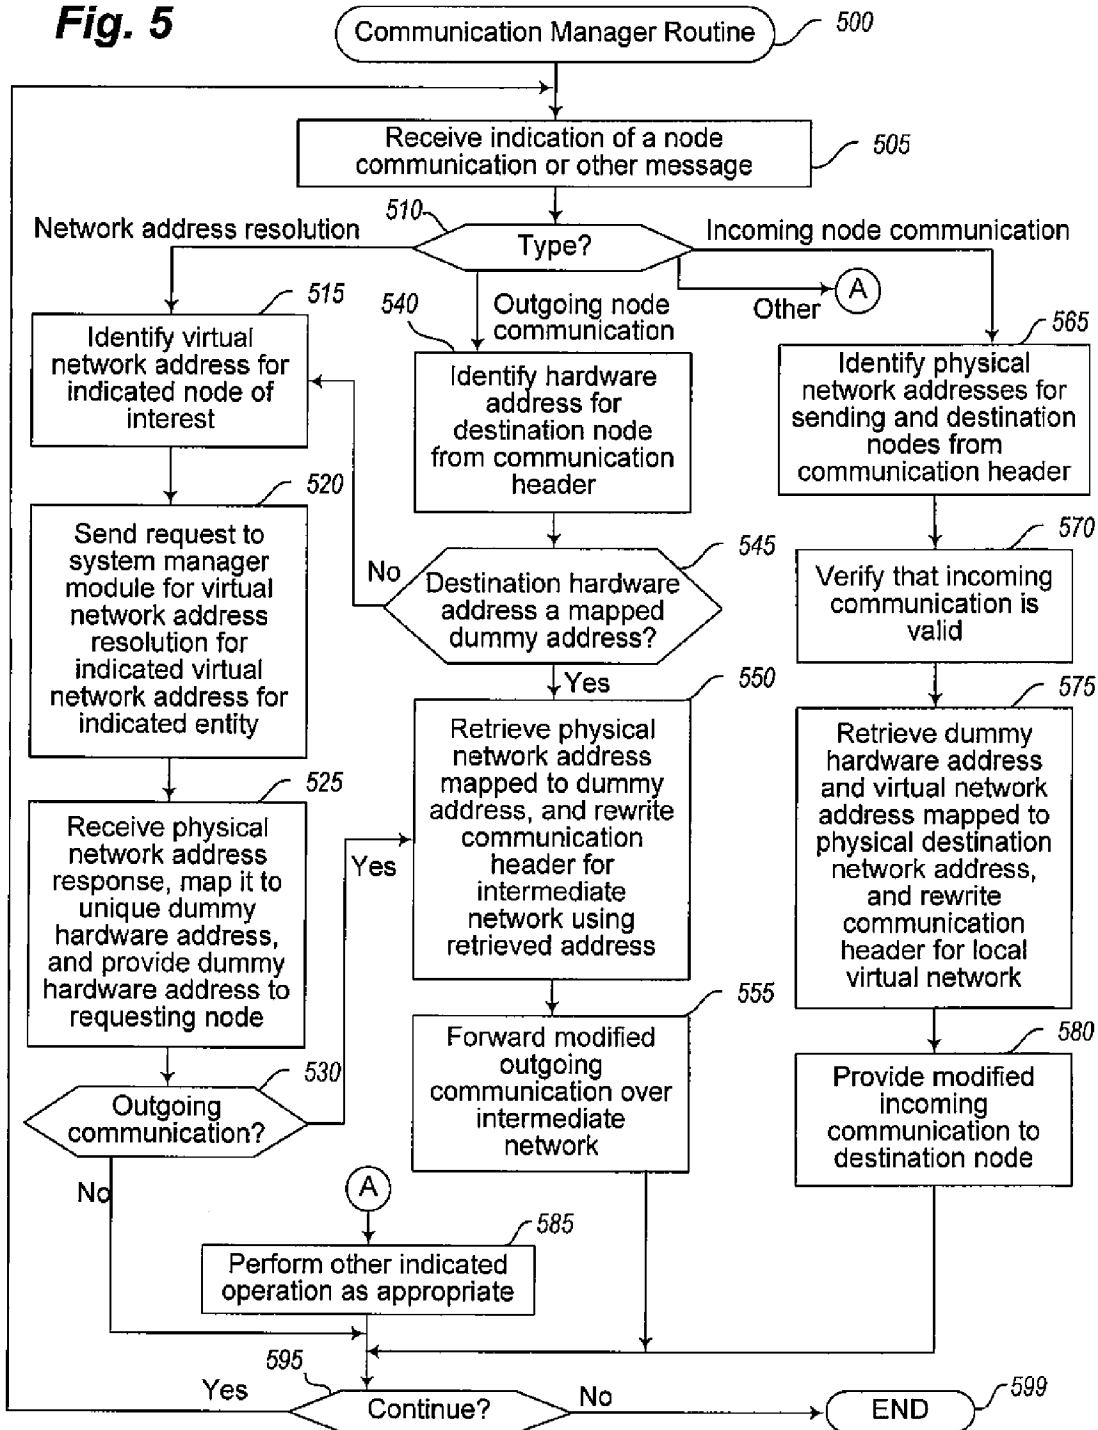 Fig. 5
Communication Manager Routine
500
Receive indication of a node
communication or other message
505
510
Type?
Network address resolution
Incoming node communication
Outgoing node
communication
Other
A
515
Identify virtual
network address for
indicated node of
interest
520
Send request to
system manager
module for virtual
network address
resolution for
indicated virtual
network address for
indicated entity
525
Receive physical
network address
response, map it to
unique dummy
hardware address,
and provide dummy
hardware address to
requesting node
530
Outgoing
communication?
Yes
No
540
Identify hardware
address for
destination node
from communication
header
545
Destination hardware
address a mapped
dummy address?
No
Yes
550
Retrieve physical
network address
mapped to dummy
address, and rewrite
communication
header for
intermediate
network using
retrieved address
555
Forward modified
outgoing
communication over
intermediate
network
565
Identify physical
network addresses for
sending and destination
nodes from
communication header
570
Verify that incoming
communication is
valid
575
Retrieve dummy
hardware address
and virtual network
address mapped to
physical destination
network address,
and rewrite
communication
header for local
virtual network
580
Provide modified
incoming
communication to
destination node
A
585
Perform other indicated
operation as appropriate
595
Continue?
Yes
No
END
599